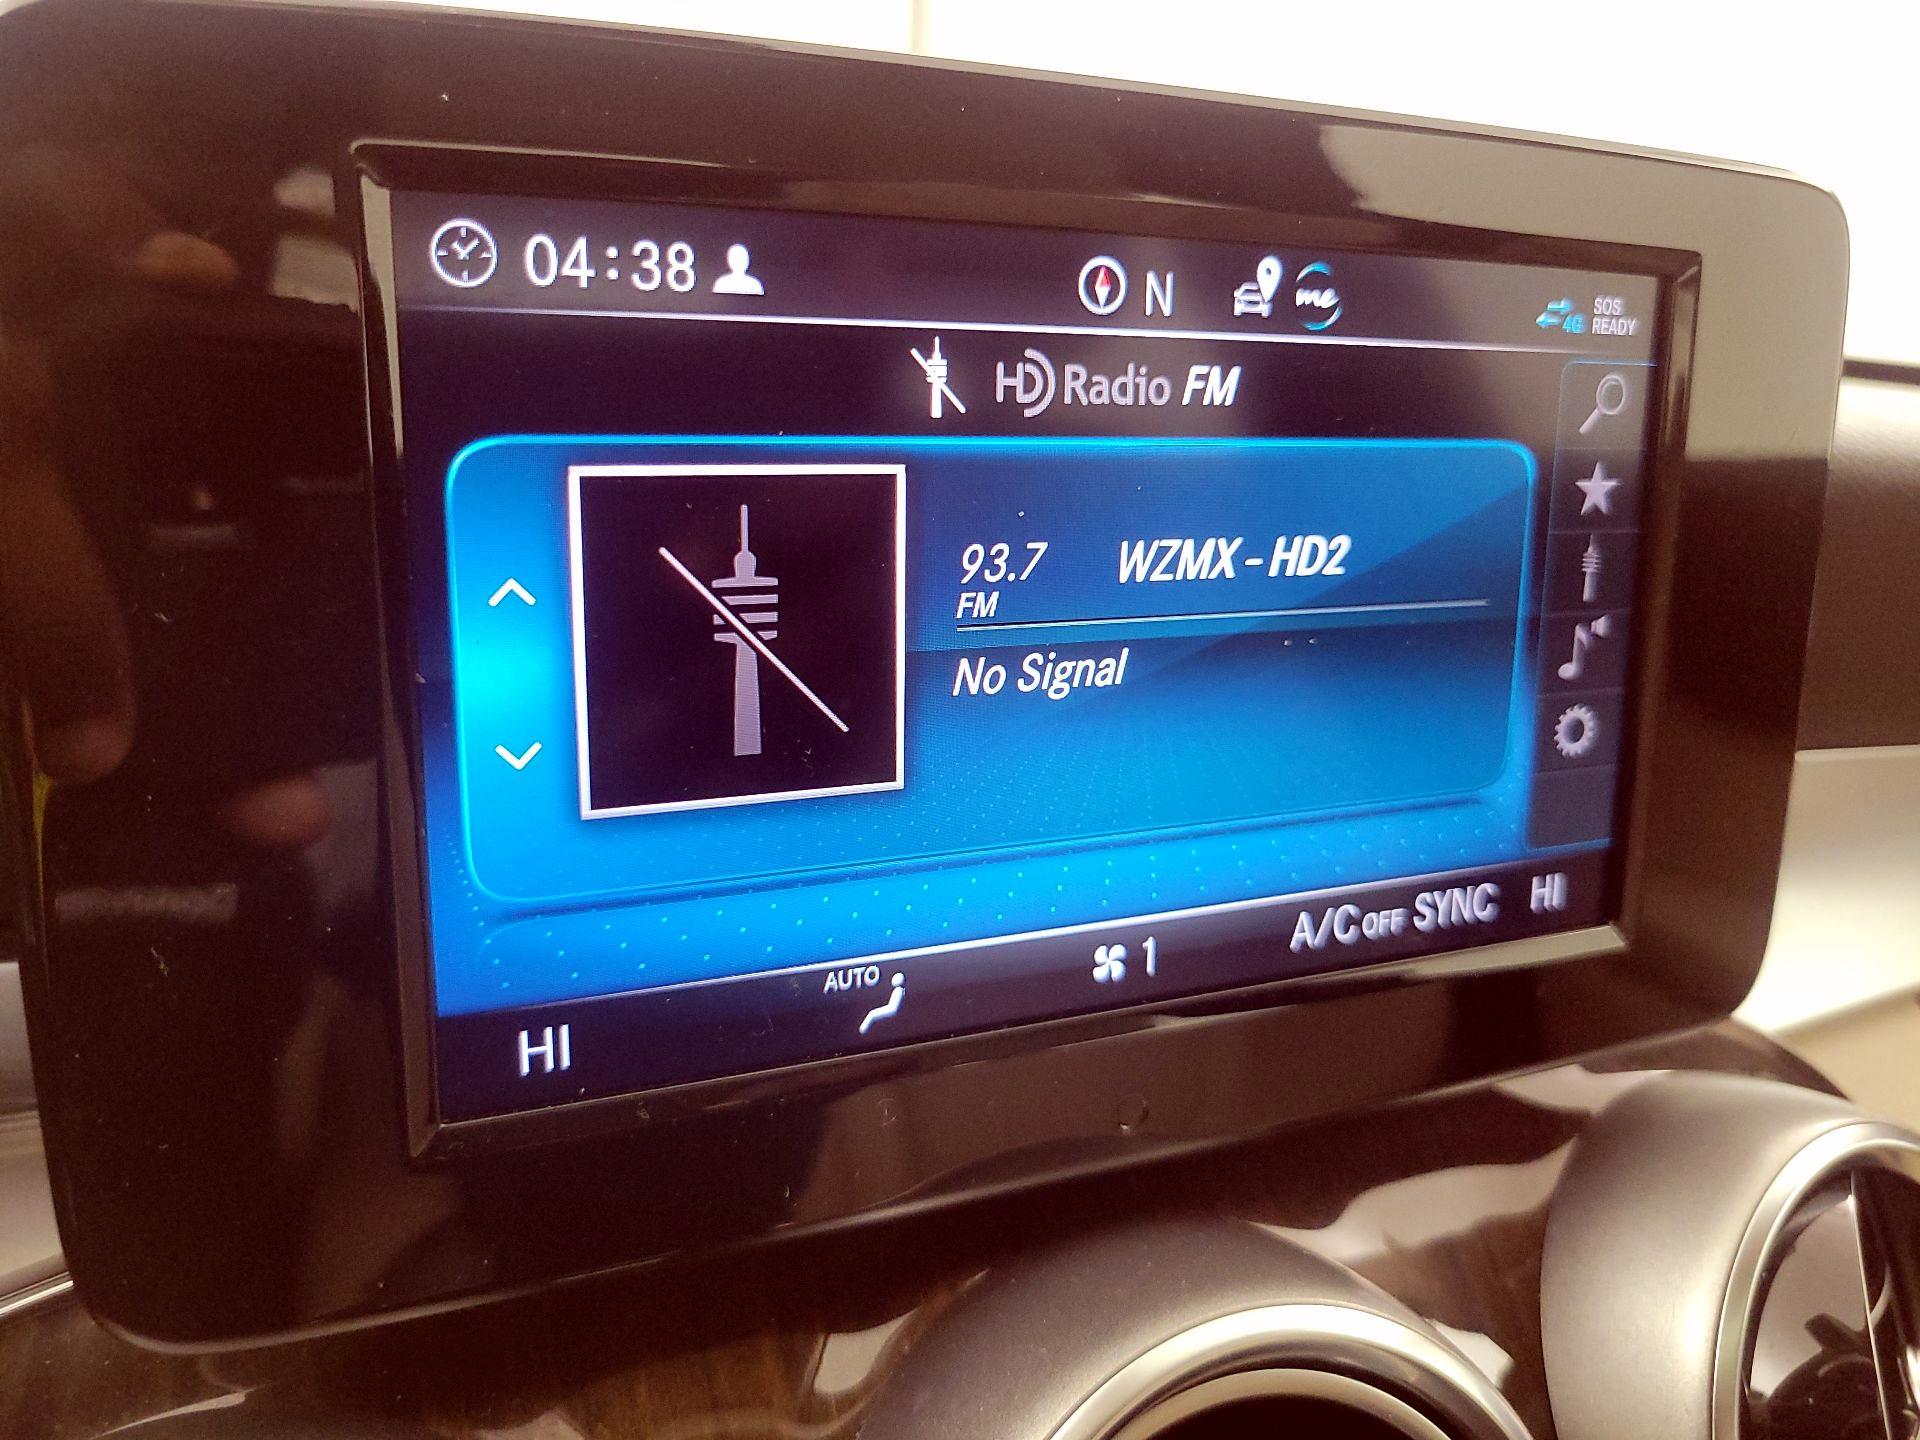 04:38 N me 4G SOS READY
HD Radio FM
93.7 WZMX-HD2
FM
No Signal
HI AUTO 1 A/C OFF SYNC HI